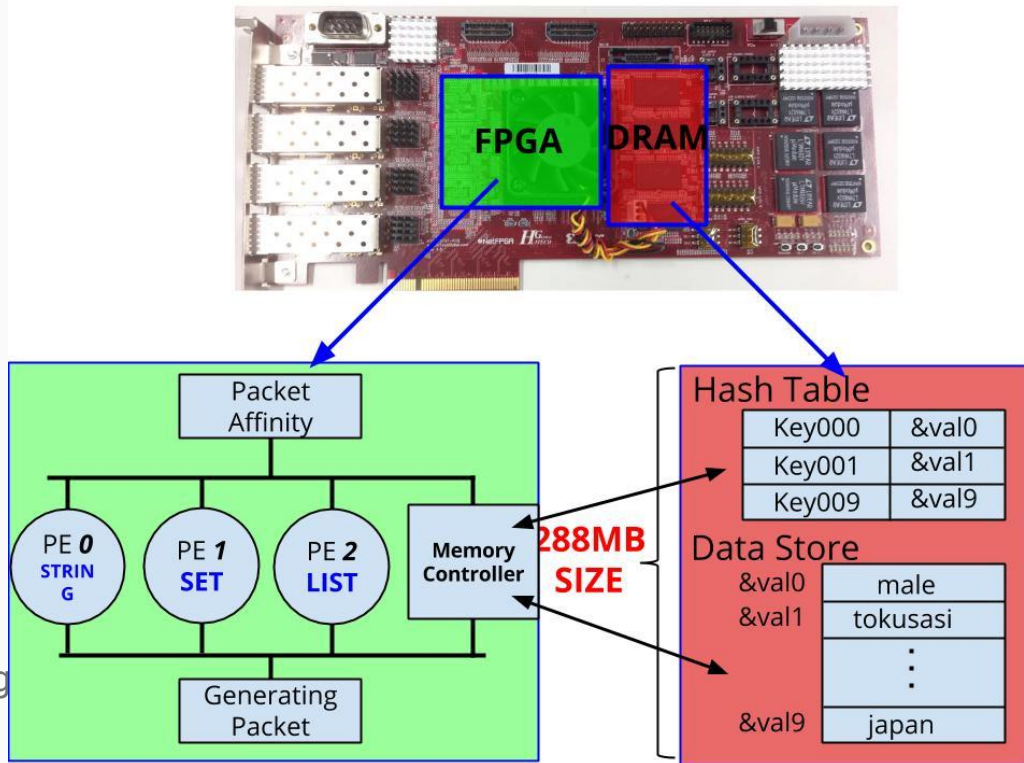 FPGA
DRAM
Packet
Affinity
PE 0
STRIN
G
PE 1
SET
PE 2
LIST
Memory
Controller
Generating
Packet
288MB
SIZE
Hash Table
Key000 &val0
Key001 &val1
Key009 &val9
Data Store
&val0 male
&val1 tokusasi
&val9 japan
g
NetFPGA